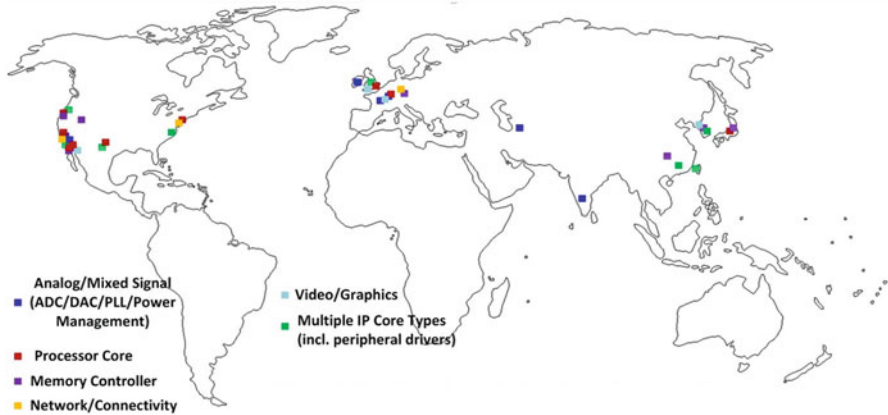 Analog/Mixed Signal
(ADC/DAC/PLL/Power
Management)
Processor Core
Memory Controller
Network/Connectivity
Video/Graphics
Multiple IP Core Types
(incl. peripheral drivers)